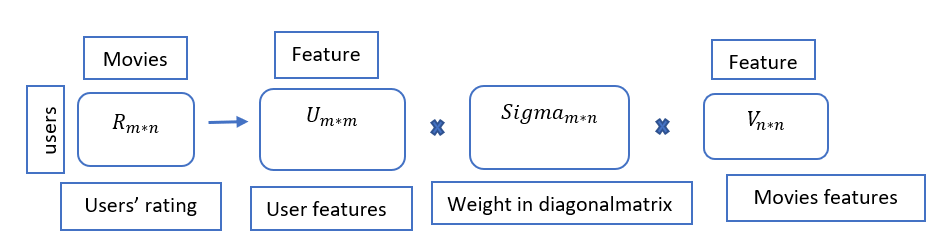 Movies
Feature
Feature
users
R_{m*n}
U_{m*m}
Sigma_{m*n}
V_{n*n}
Users' rating
User features
Weight in diagonalmatrix
Movies features